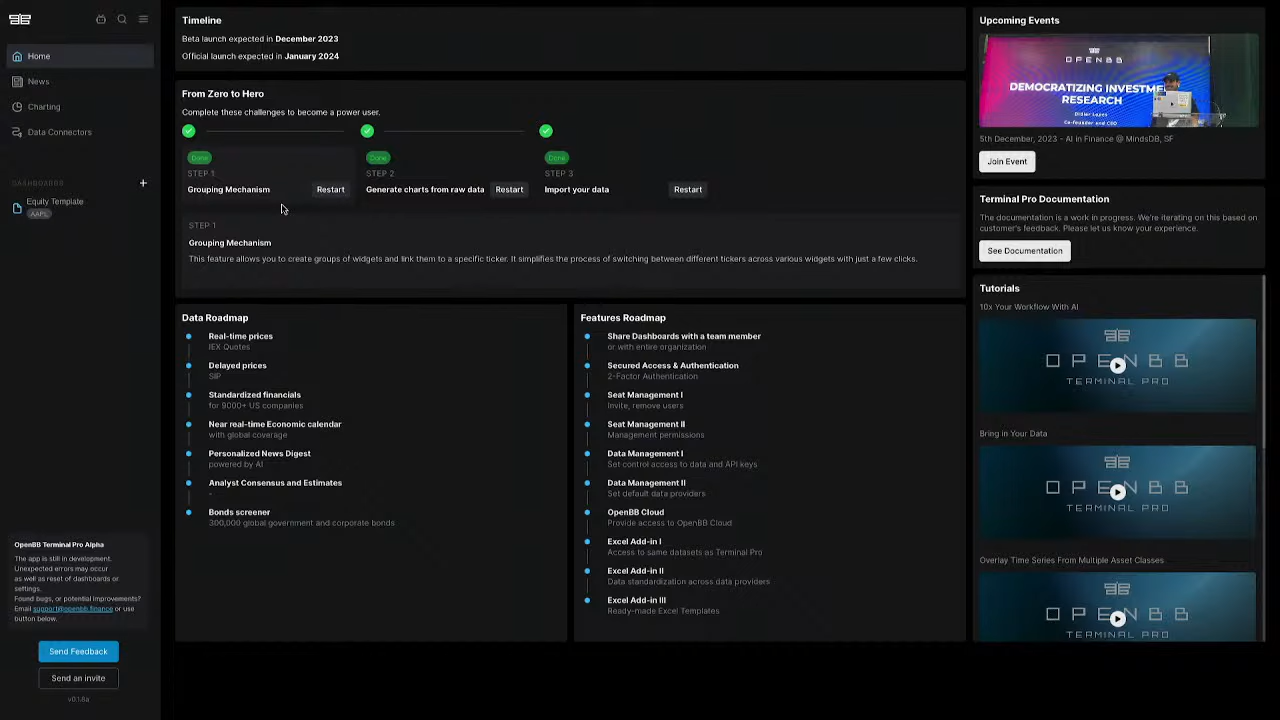 Home
News
Charting
Data Connectors
DASHBOARDS
Equity Template
AAPL
OpenBB Terminal Pro Alpha
The app is still in development.
Unexpected errors may occur
as well as reset of dashboards or
settings.
Found bugs, or potential improvements?
Email support@openbb.finance or use
button below.
Send Feedback
Send an invite
Timeline
Beta launch expected in December 2023
Official launch expected in January 2024
From Zero to Hero
Complete these challenges to become a power user.
Done
STEP 1
Grouping Mechanism
Restart
Done
STEP 2
Generate charts from raw data
Restart
Done
STEP 3
Import your data
Restart
STEP 1
Grouping Mechanism
This feature allows you to create groups of widgets and link them to a specific ticker. It simplifies the process of switching between different tickers across various widgets with just a few clicks.
Data Roadmap
Real-time prices
IEX Quotes
Delayed prices
SIP
Standardized financials
for 9000+ US companies
Near real-time Economic calendar
with global coverage
Personalized News Digest
powered by AI
Analyst Consensus and Estimates
-
Bonds screener
300,000 global government and corporate bonds
Features Roadmap
Share Dashboards with a team member
or with entire organization
Secured Access & Authentication
2-Factor Authentication
Seat Management I
Invite, remove users
Seat Management II
Management permissions
Data Management I
Set control access to data and API keys
Data Management II
Set default data providers
OpenBB Cloud
Provide access to OpenBB Cloud
Excel Add-in I
Access to same datasets as Terminal Pro
Excel Add-in II
Data standardization across data providers
Excel Add-in III
Ready-made Excel Templates
Upcoming Events
OPENBB
DEMOCRATIZING INVESTME
RESEARCH
Didier Lopes
Co-founder and CEO
5th December, 2023 - AI in Finance @ MindsDB, SF
Join Event
Terminal Pro Documentation
The documentation is a work in progress. We're iterating on this based on
customer's feedback. Please let us know your experience.
See Documentation
Tutorials
10x Your Workflow With AI
OPENBB
TERMINAL PRO
Bring in Your Data
OPENBB
TERMINAL PRO
Overlay Time Series From Multiple Asset Classes
OPENBB
TERMINAL PRO